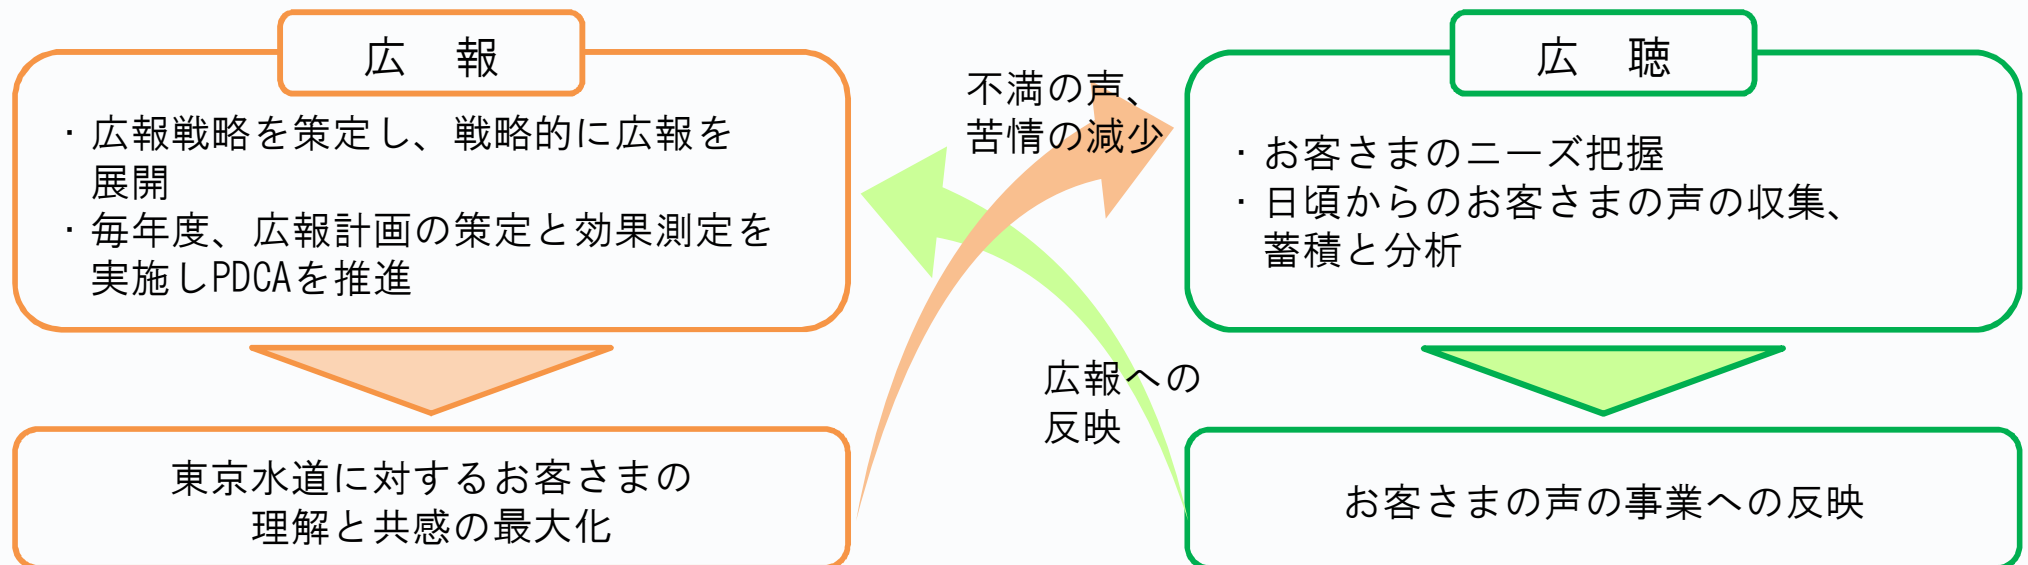 広　報
・広報戦略を策定し、戦略的に広報を
展開
・毎年度、広報計画の策定と効果測定を
実施しPDCAを推進
東京水道に対するお客さまの
理解と共感の最大化
不満の声、
苦情の減少
広報への
反映
広　聴
・お客さまのニーズ把握
・日頃からのお客さまの声の収集、
蓄積と分析
お客さまの声の事業への反映